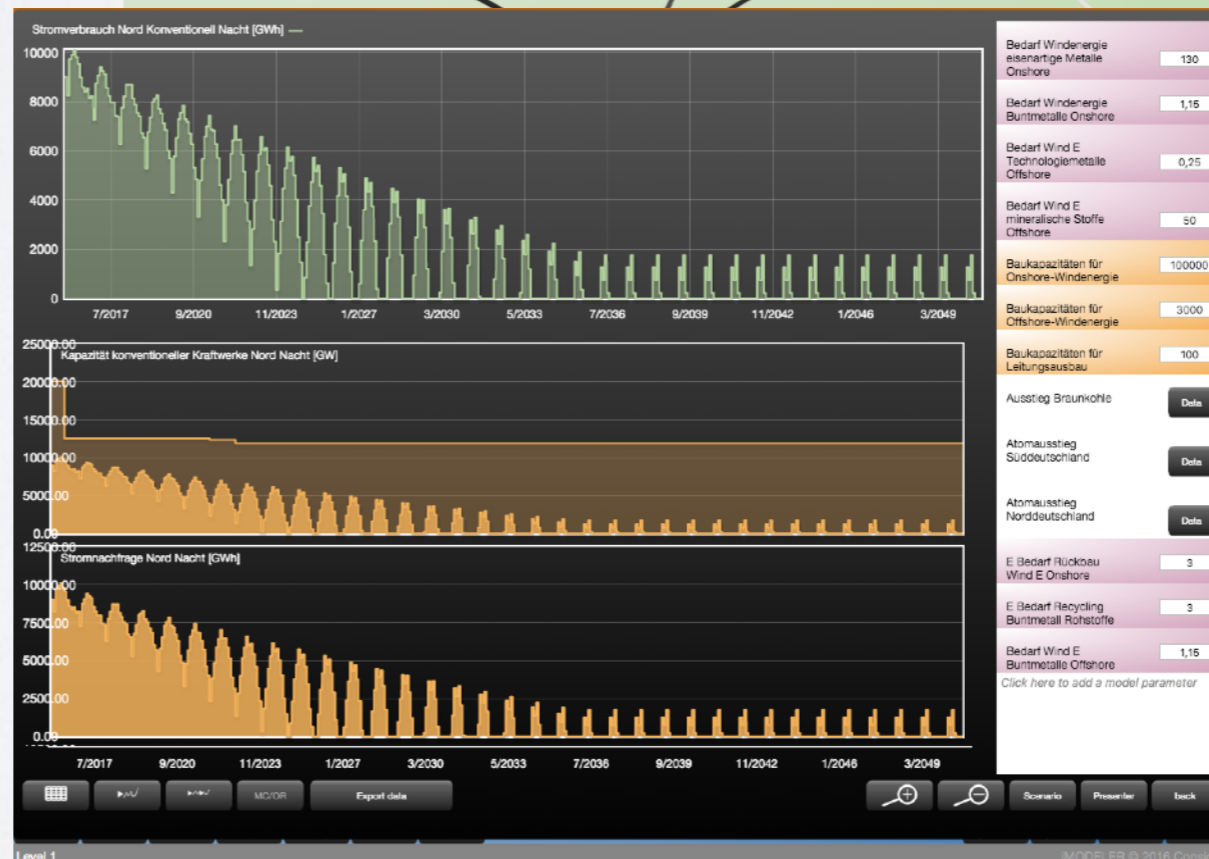 Stromverbrauch Nord Konventionell Nacht [GWh]
10000
8000
6000
4000
2000
0
7/2017 9/2020 11/2023 1/2027 3/2030 5/2033 7/2036 9/2039 11/2042 1/2046 3/2049
25000.00
Kapazität konventioneller Kraftwerke Nord Nacht [GW]
20000.00
15000.00
10000.00
5000.00
0.00
12500.00
Stromnachfrage Nord Nacht [GWh]
10000.00
7500.00
5000.00
2500.00
0.00
7/2017 9/2020 11/2023 1/2027 3/2030 5/2033 7/2036 9/2039 11/2042 1/2046 3/2049
MC/OR Export data Scenario Presenter back
Bedarf Windenergie
eisenartige Metalle
Onshore
130
Bedarf Windenergie
Buntmetalle Onshore
1,15
Bedarf Wind E
Technologiemetalle
Offshore
0,25
Bedarf Wind E
mineralische Stoffe
Offshore
50
Baukapazitäten für
Onshore-Windenergie
100000
Baukapazitäten für
Offshore-Windenergie
3000
Baukapazitäten für
Leitungsausbau
100
Ausstieg Braunkohle
Data
Atomausstieg
Süddeutschland
Data
Atomausstieg
Norddeutschland
Data
E Bedarf Rückbau
Wind E Onshore
3
E Bedarf Recycling
Buntmetall Rohstoffe
3
Bedarf Wind E
Buntmetalle Offshore
1,15
Click here to add a model parameter
Level 1
iMODELER © 2016